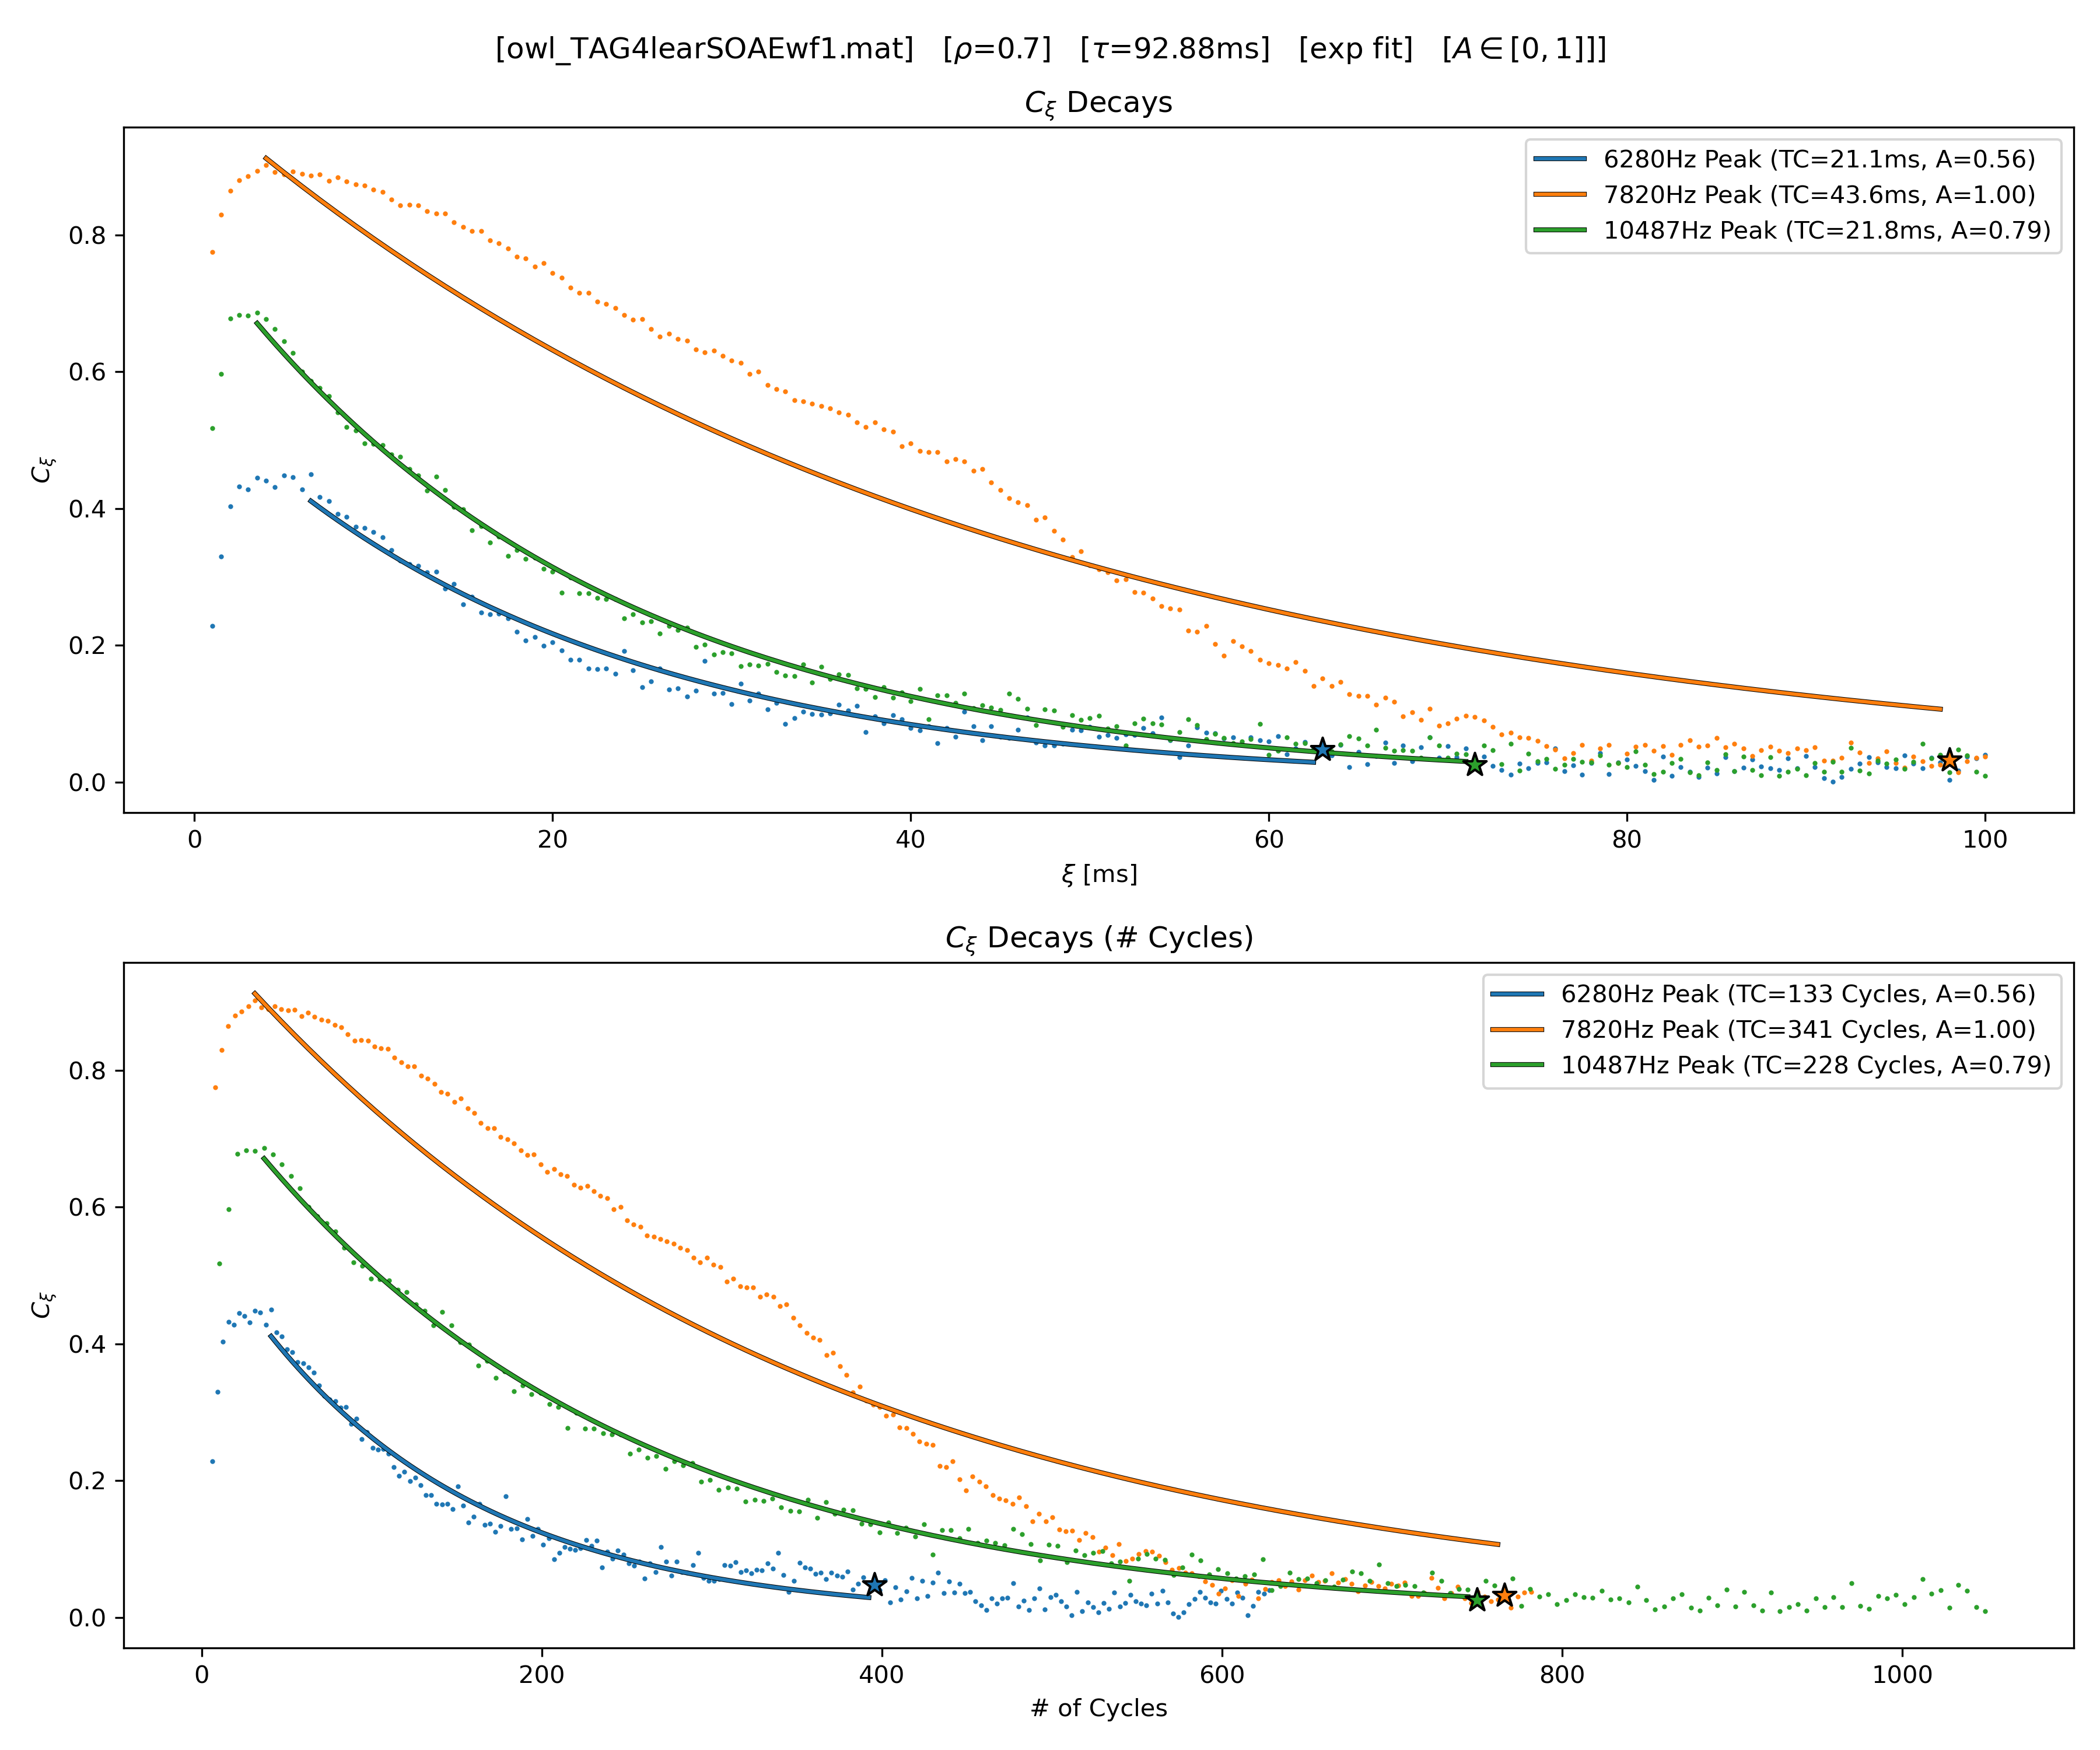 [owl_TAG4learSOAEwf1.mat] [ρ=0.7] [τ=92.88ms] [exp fit] [A ∈ [0, 1]]]
C_ξ Decays
6280Hz Peak (TC=21.1ms, A=0.56)
7820Hz Peak (TC=43.6ms, A=1.00)
10487Hz Peak (TC=21.8ms, A=0.79)
C_ξ
0.8
0.6
0.4
0.2
0.0
0 20 40 60 80 100
ξ [ms]
C_ξ Decays (# Cycles)
6280Hz Peak (TC=133 Cycles, A=0.56)
7820Hz Peak (TC=341 Cycles, A=1.00)
10487Hz Peak (TC=228 Cycles, A=0.79)
C_ξ
0.8
0.6
0.4
0.2
0.0
0 200 400 600 800 1000
# of Cycles